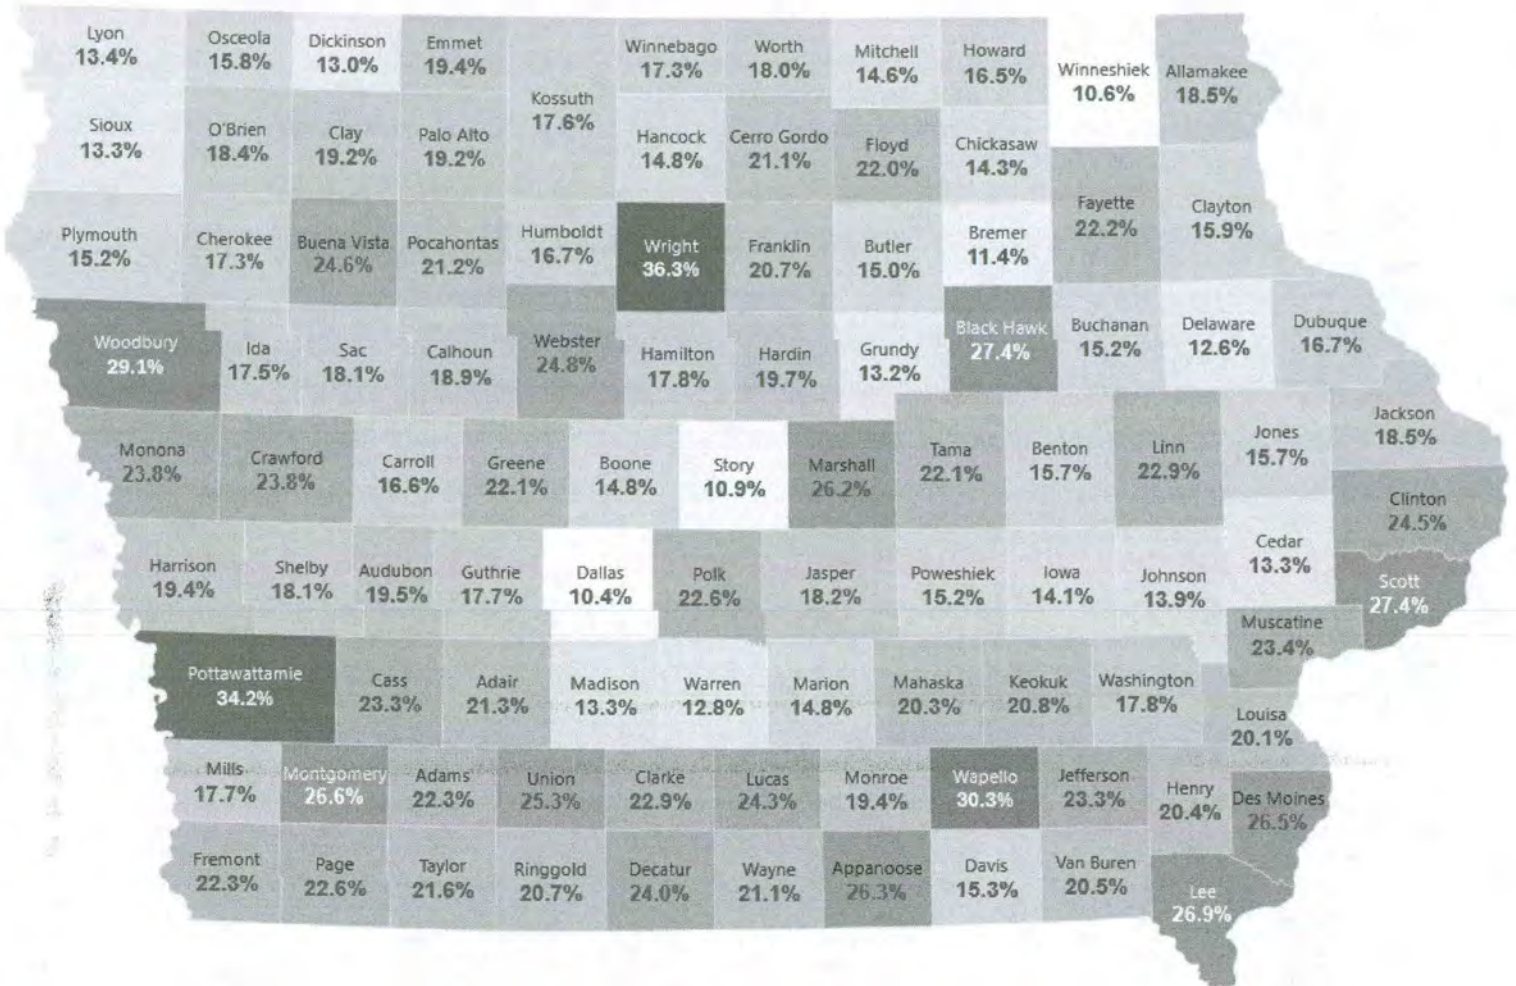 Lyon
13.4%
Osceola
15.8%
Dickinson
13.0%
Emmet
19.4%
Kossuth
17.6%
Winnebago
17.3%
Worth
18.0%
Mitchell
14.6%
Howard
16.5%
Winneshiek
10.6%
Allamakee
18.5%
Sioux
13.3%
O'Brien
18.4%
Clay
19.2%
Palo Alto
19.2%
Hancock
14.8%
Cerro Gordo
21.1%
Floyd
22.0%
Chickasaw
14.3%
Fayette
22.2%
Clayton
15.9%
Plymouth
15.2%
Cherokee
17.3%
Buena Vista
24.6%
Pocahontas
21.2%
Humboldt
16.7%
Wright
36.3%
Franklin
20.7%
Butler
15.0%
Bremer
11.4%
Woodbury
29.1%
Ida
17.5%
Sac
18.1%
Calhoun
18.9%
Webster
24.8%
Hamilton
17.8%
Hardin
19.7%
Grundy
13.2%
Black Hawk
27.4%
Buchanan
15.2%
Delaware
12.6%
Dubuque
16.7%
Monona
23.8%
Crawford
23.8%
Carroll
16.6%
Greene
22.1%
Boone
14.8%
Story
10.9%
Marshall
26.2%
Tama
22.1%
Benton
15.7%
Linn
22.9%
Jones
15.7%
Jackson
18.5%
Clinton
24.5%
Harrison
19.4%
Shelby
18.1%
Audubon
19.5%
Guthrie
17.7%
Dallas
10.4%
Polk
22.6%
Jasper
18.2%
Poweshiek
15.2%
Iowa
14.1%
Johnson
13.9%
Cedar
13.3%
Scott
27.4%
Muscatine
23.4%
Pottawattamie
34.2%
Cass
23.3%
Adair
21.3%
Madison
13.3%
Warren
12.8%
Marion
14.8%
Mahaska
20.3%
Keokuk
20.8%
Washington
17.8%
Louisa
20.1%
Mills
17.7%
Montgomery
26.6%
Adams
22.3%
Union
25.3%
Clarke
22.9%
Lucas
24.3%
Monroe
19.4%
Wapello
30.3%
Jefferson
23.3%
Henry
20.4%
Des Moines
26.5%
Fremont
22.3%
Page
22.6%
Taylor
21.6%
Ringgold
20.7%
Decatur
24.0%
Wayne
21.1%
Appanoose
26.3%
Davis
15.3%
Van Buren
20.5%
Lee
26.9%